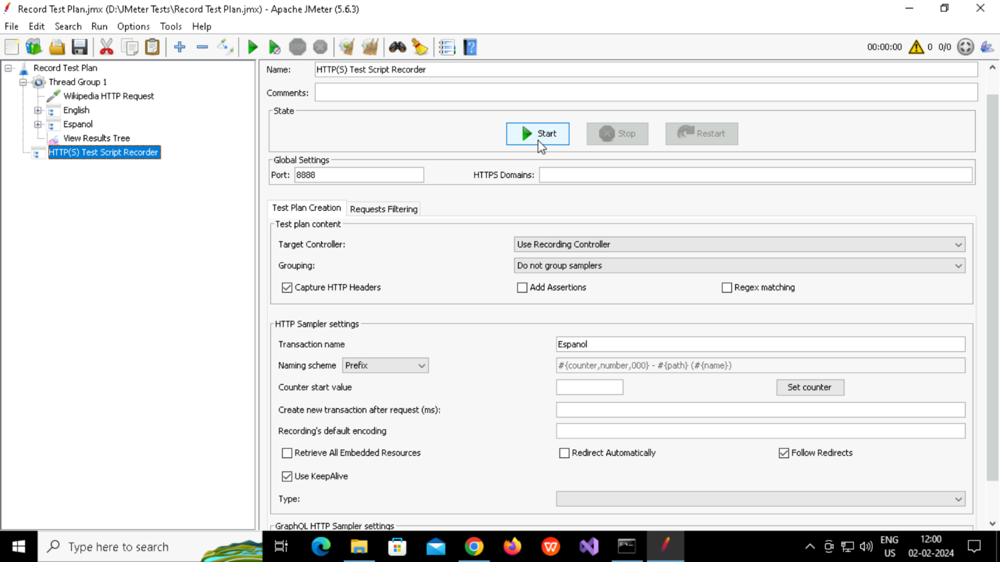 Record Test Plan.jmx (D:\JMeter Tests\Record Test Plan.jmx) - Apache JMeter (5.6.3)
File Edit Search Run Options Tools Help
00:00:00 0 0/0
Record Test Plan
Thread Group 1
Wikipedia HTTP Request
English
Espanol
View Results Tree
HTTP(S) Test Script Recorder
Name: HTTP(S) Test Script Recorder
Comments:
State
Start Stop Restart
Global Settings
Port: 8888 HTTPS Domains:
Test Plan Creation Requests Filtering
Test plan content
Target Controller: Use Recording Controller
Grouping: Do not group samplers
Capture HTTP Headers Add Assertions Regex matching
HTTP Sampler settings
Transaction name Espanol
Naming scheme Prefix #{counter,number,000} - #{path} (#{name})
Counter start value Set counter
Create new transaction after request (ms):
Recording's default encoding
Retrieve All Embedded Resources Redirect Automatically Follow Redirects
Use KeepAlive
Type:
GraphQL HTTP Sampler settings
Type here to search
ENG 12:00
US 02-02-2024